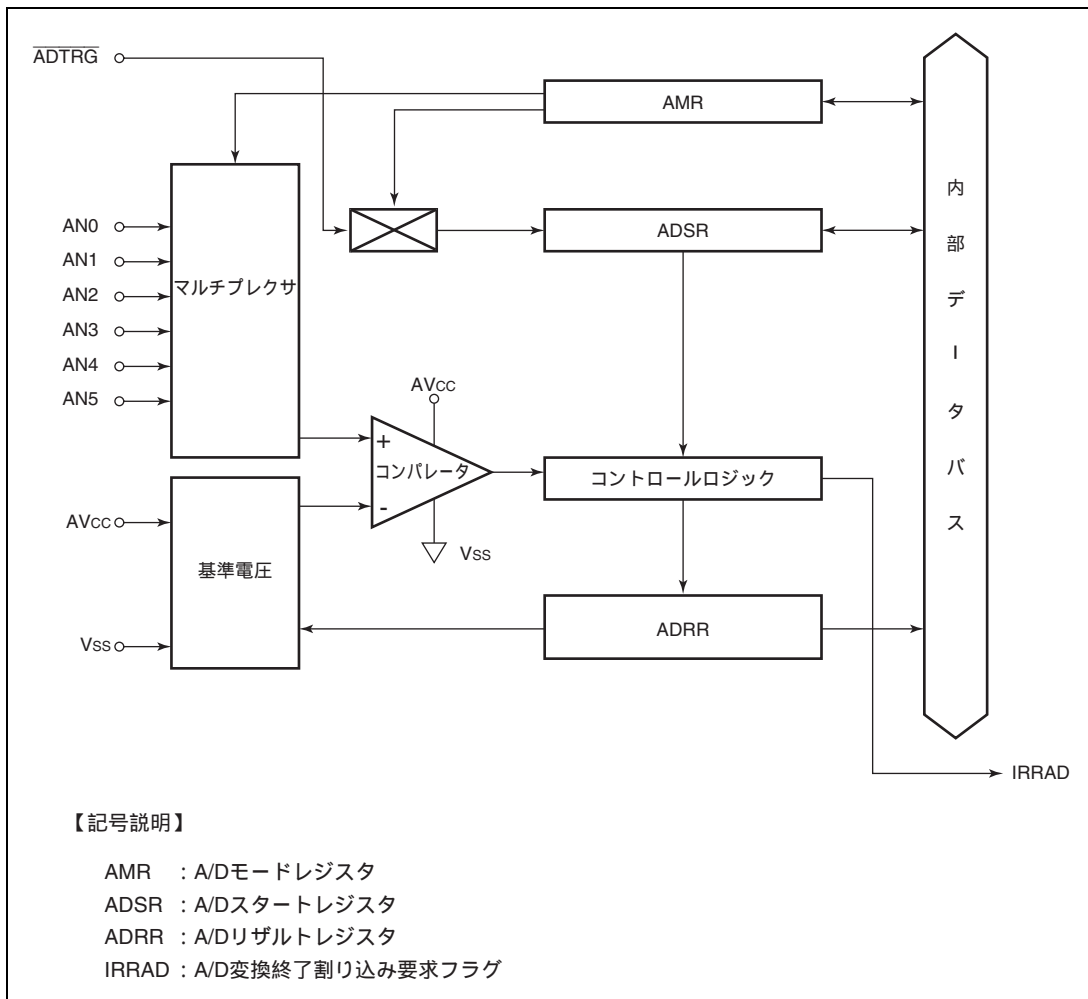 ADTRG
AMR
AN0
AN1
AN2
AN3
AN4
AN5
マルチプレクサ
ADSR
内部データバス
AVCC
+
コンパレータ
-
VSS
コントロールロジック
AVCC
基準電圧
VSS
ADRR
IRRAD
【記号説明】
AMR : A/Dモードレジスタ
ADSR : A/Dスタートレジスタ
ADRR : A/Dリザルトレジスタ
IRRAD : A/D変換終了割り込み要求フラグ